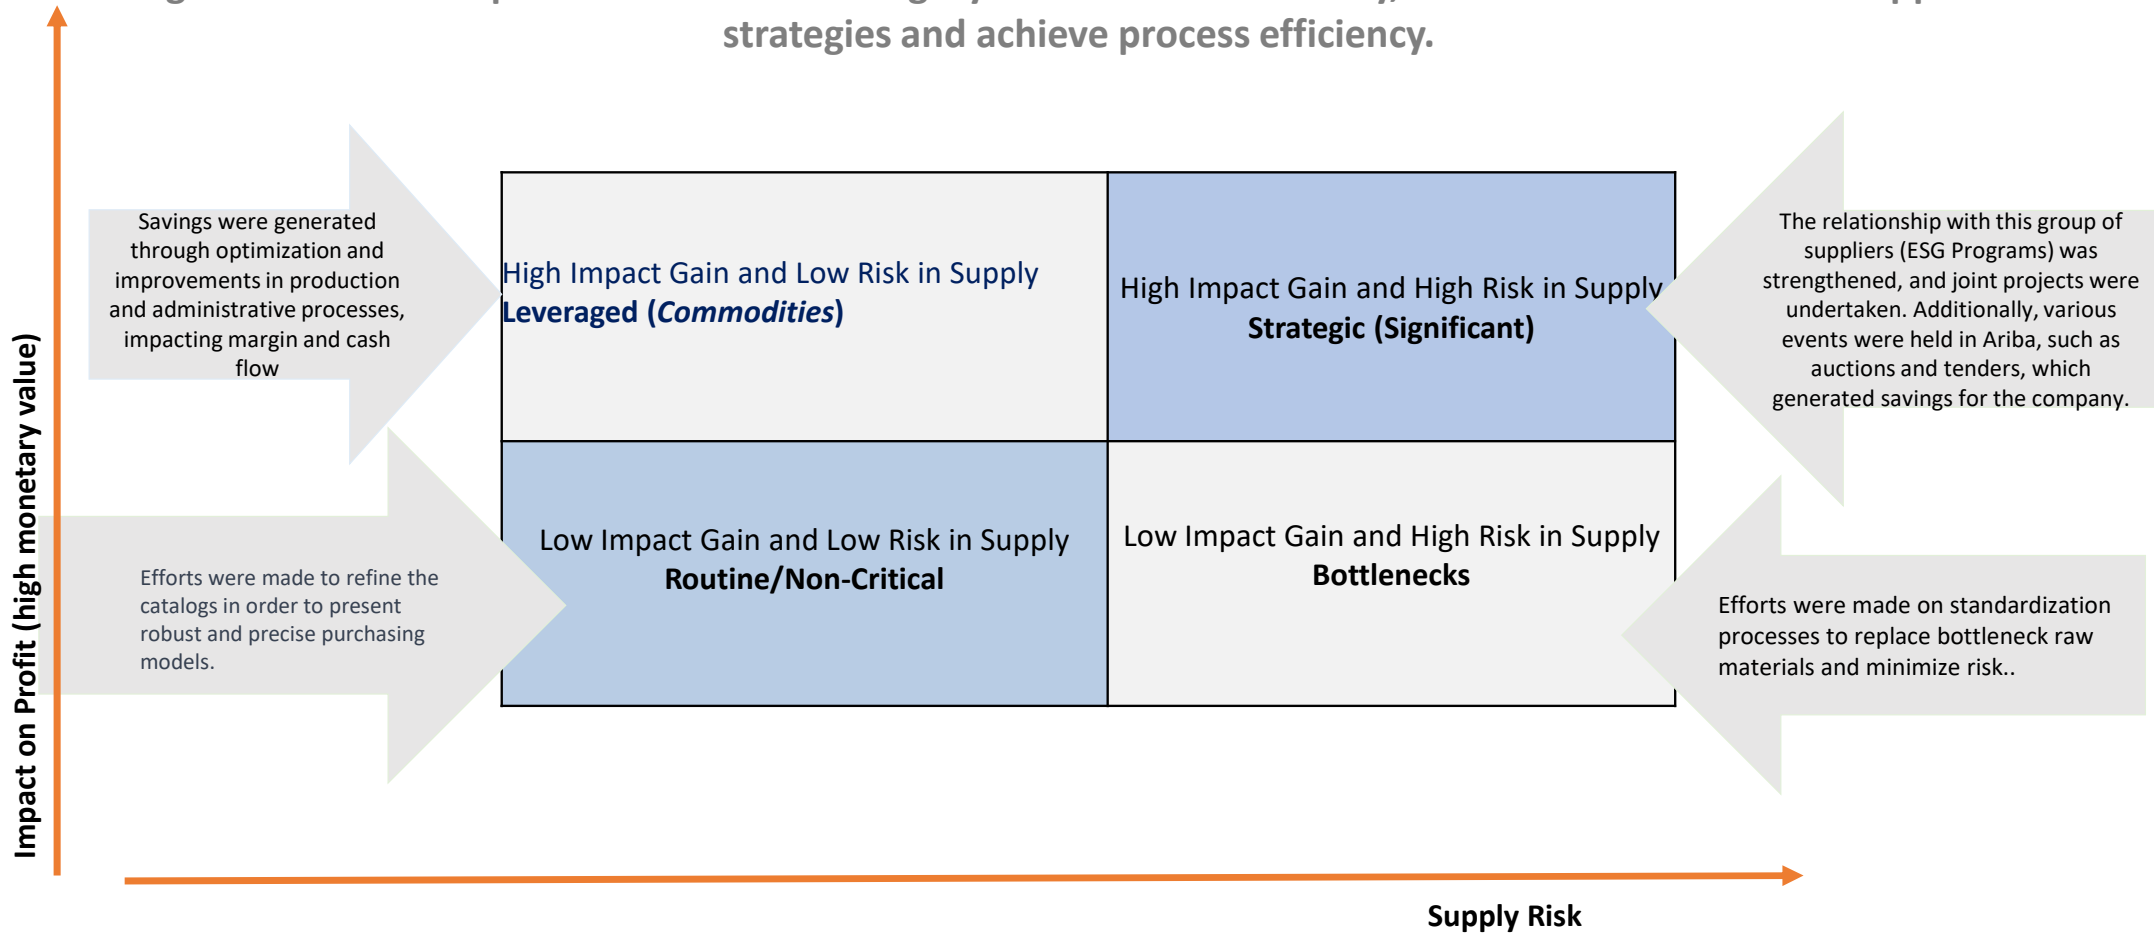 strategies and achieve process efficiency.
Savings were generated
through optimization and
improvements in production
and administrative processes,
impacting margin and cash
flow
High Impact Gain and Low Risk in Supply
Leveraged (Commodities)
High Impact Gain and High Risk in Supply
Strategic (Significant)
The relationship with this group of
suppliers (ESG Programs) was
strengthened, and joint projects were
undertaken. Additionally, various
events were held in Ariba, such as
auctions and tenders, which
generated savings for the company.
Impact on Profit (high monetary value)
Efforts were made to refine the
catalogs in order to present
robust and precise purchasing
models.
Low Impact Gain and Low Risk in Supply
Routine/Non-Critical
Low Impact Gain and High Risk in Supply
Bottlenecks
Efforts were made on standardization
processes to replace bottleneck raw
materials and minimize risk..
Supply Risk